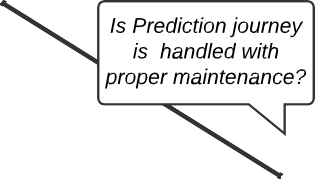 Is Prediction journey
is handled with
proper maintenance?